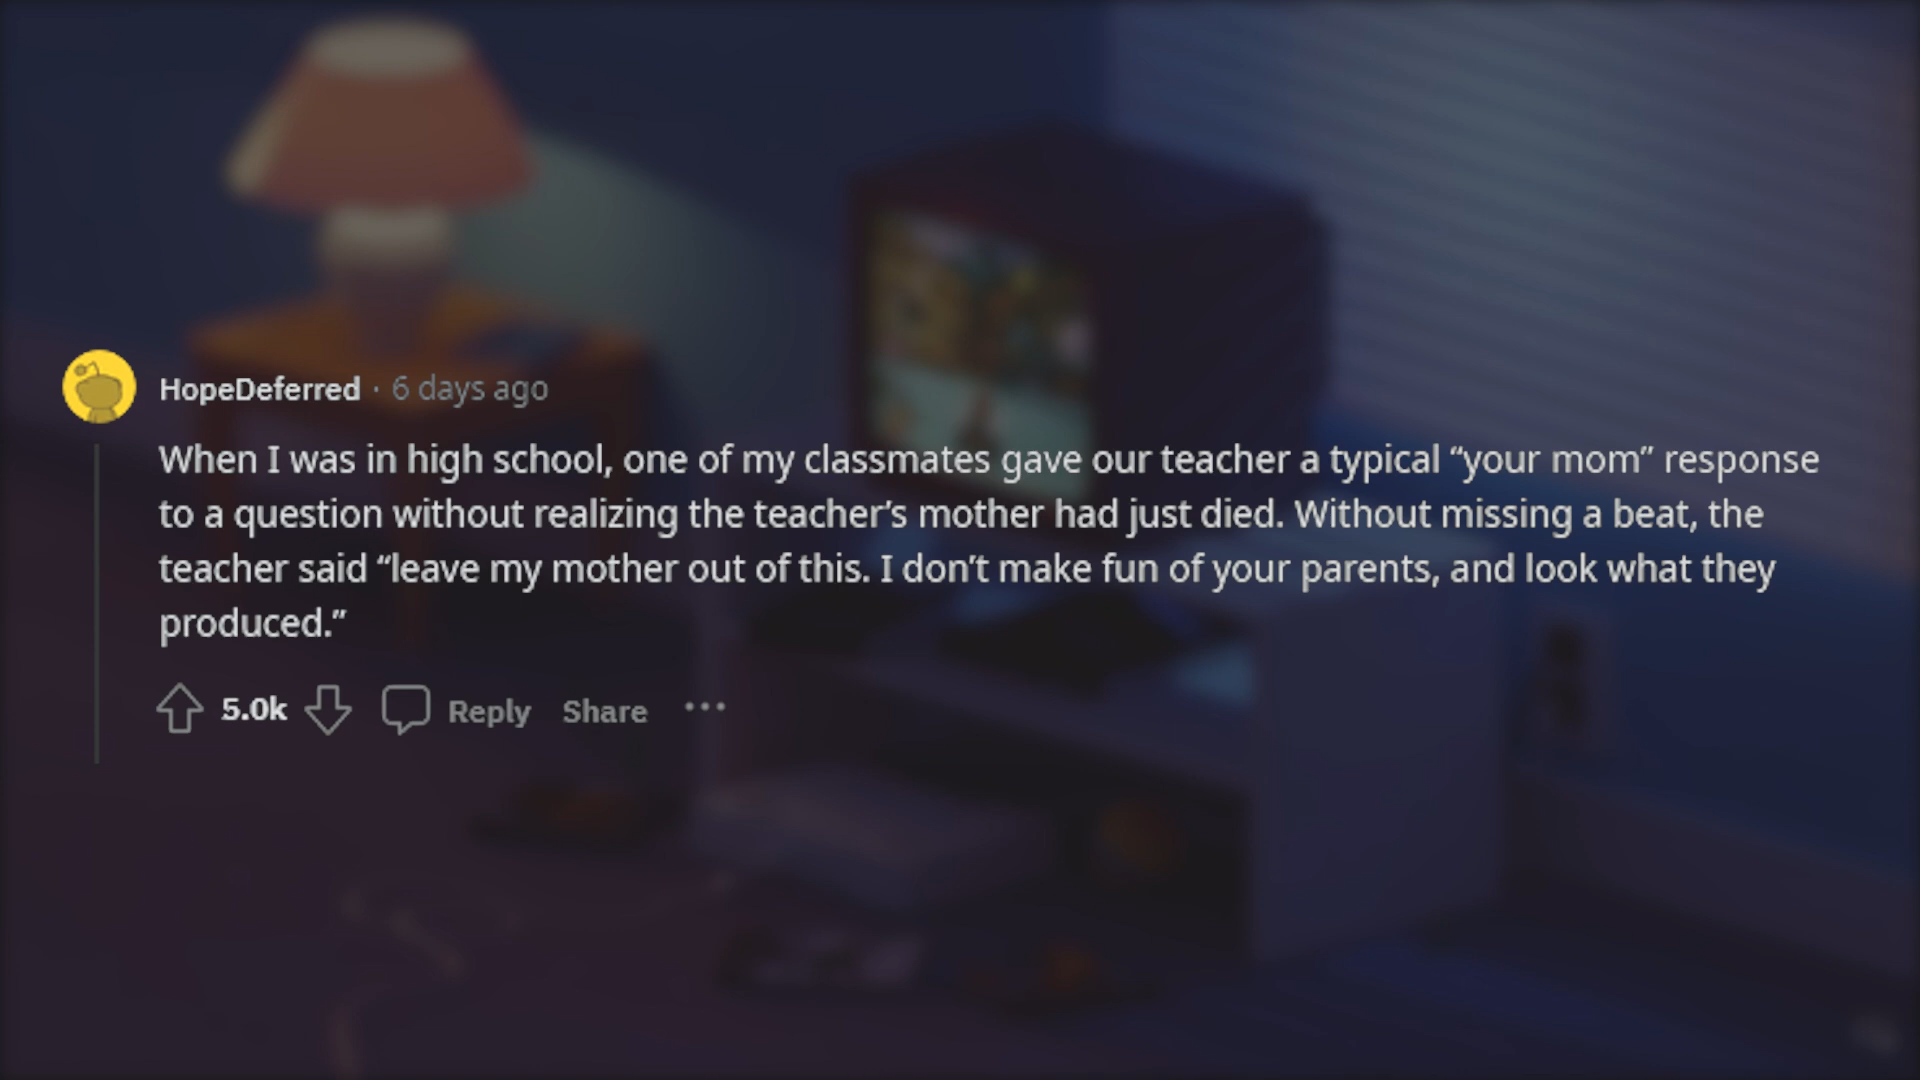 HopeDeferred · 6 days ago
When I was in high school, one of my classmates gave our teacher a typical “your mom” response
to a question without realizing the teacher’s mother had just died. Without missing a beat, the
teacher said “leave my mother out of this. I don’t make fun of your parents, and look what they
produced.”
5.0k Reply Share ···